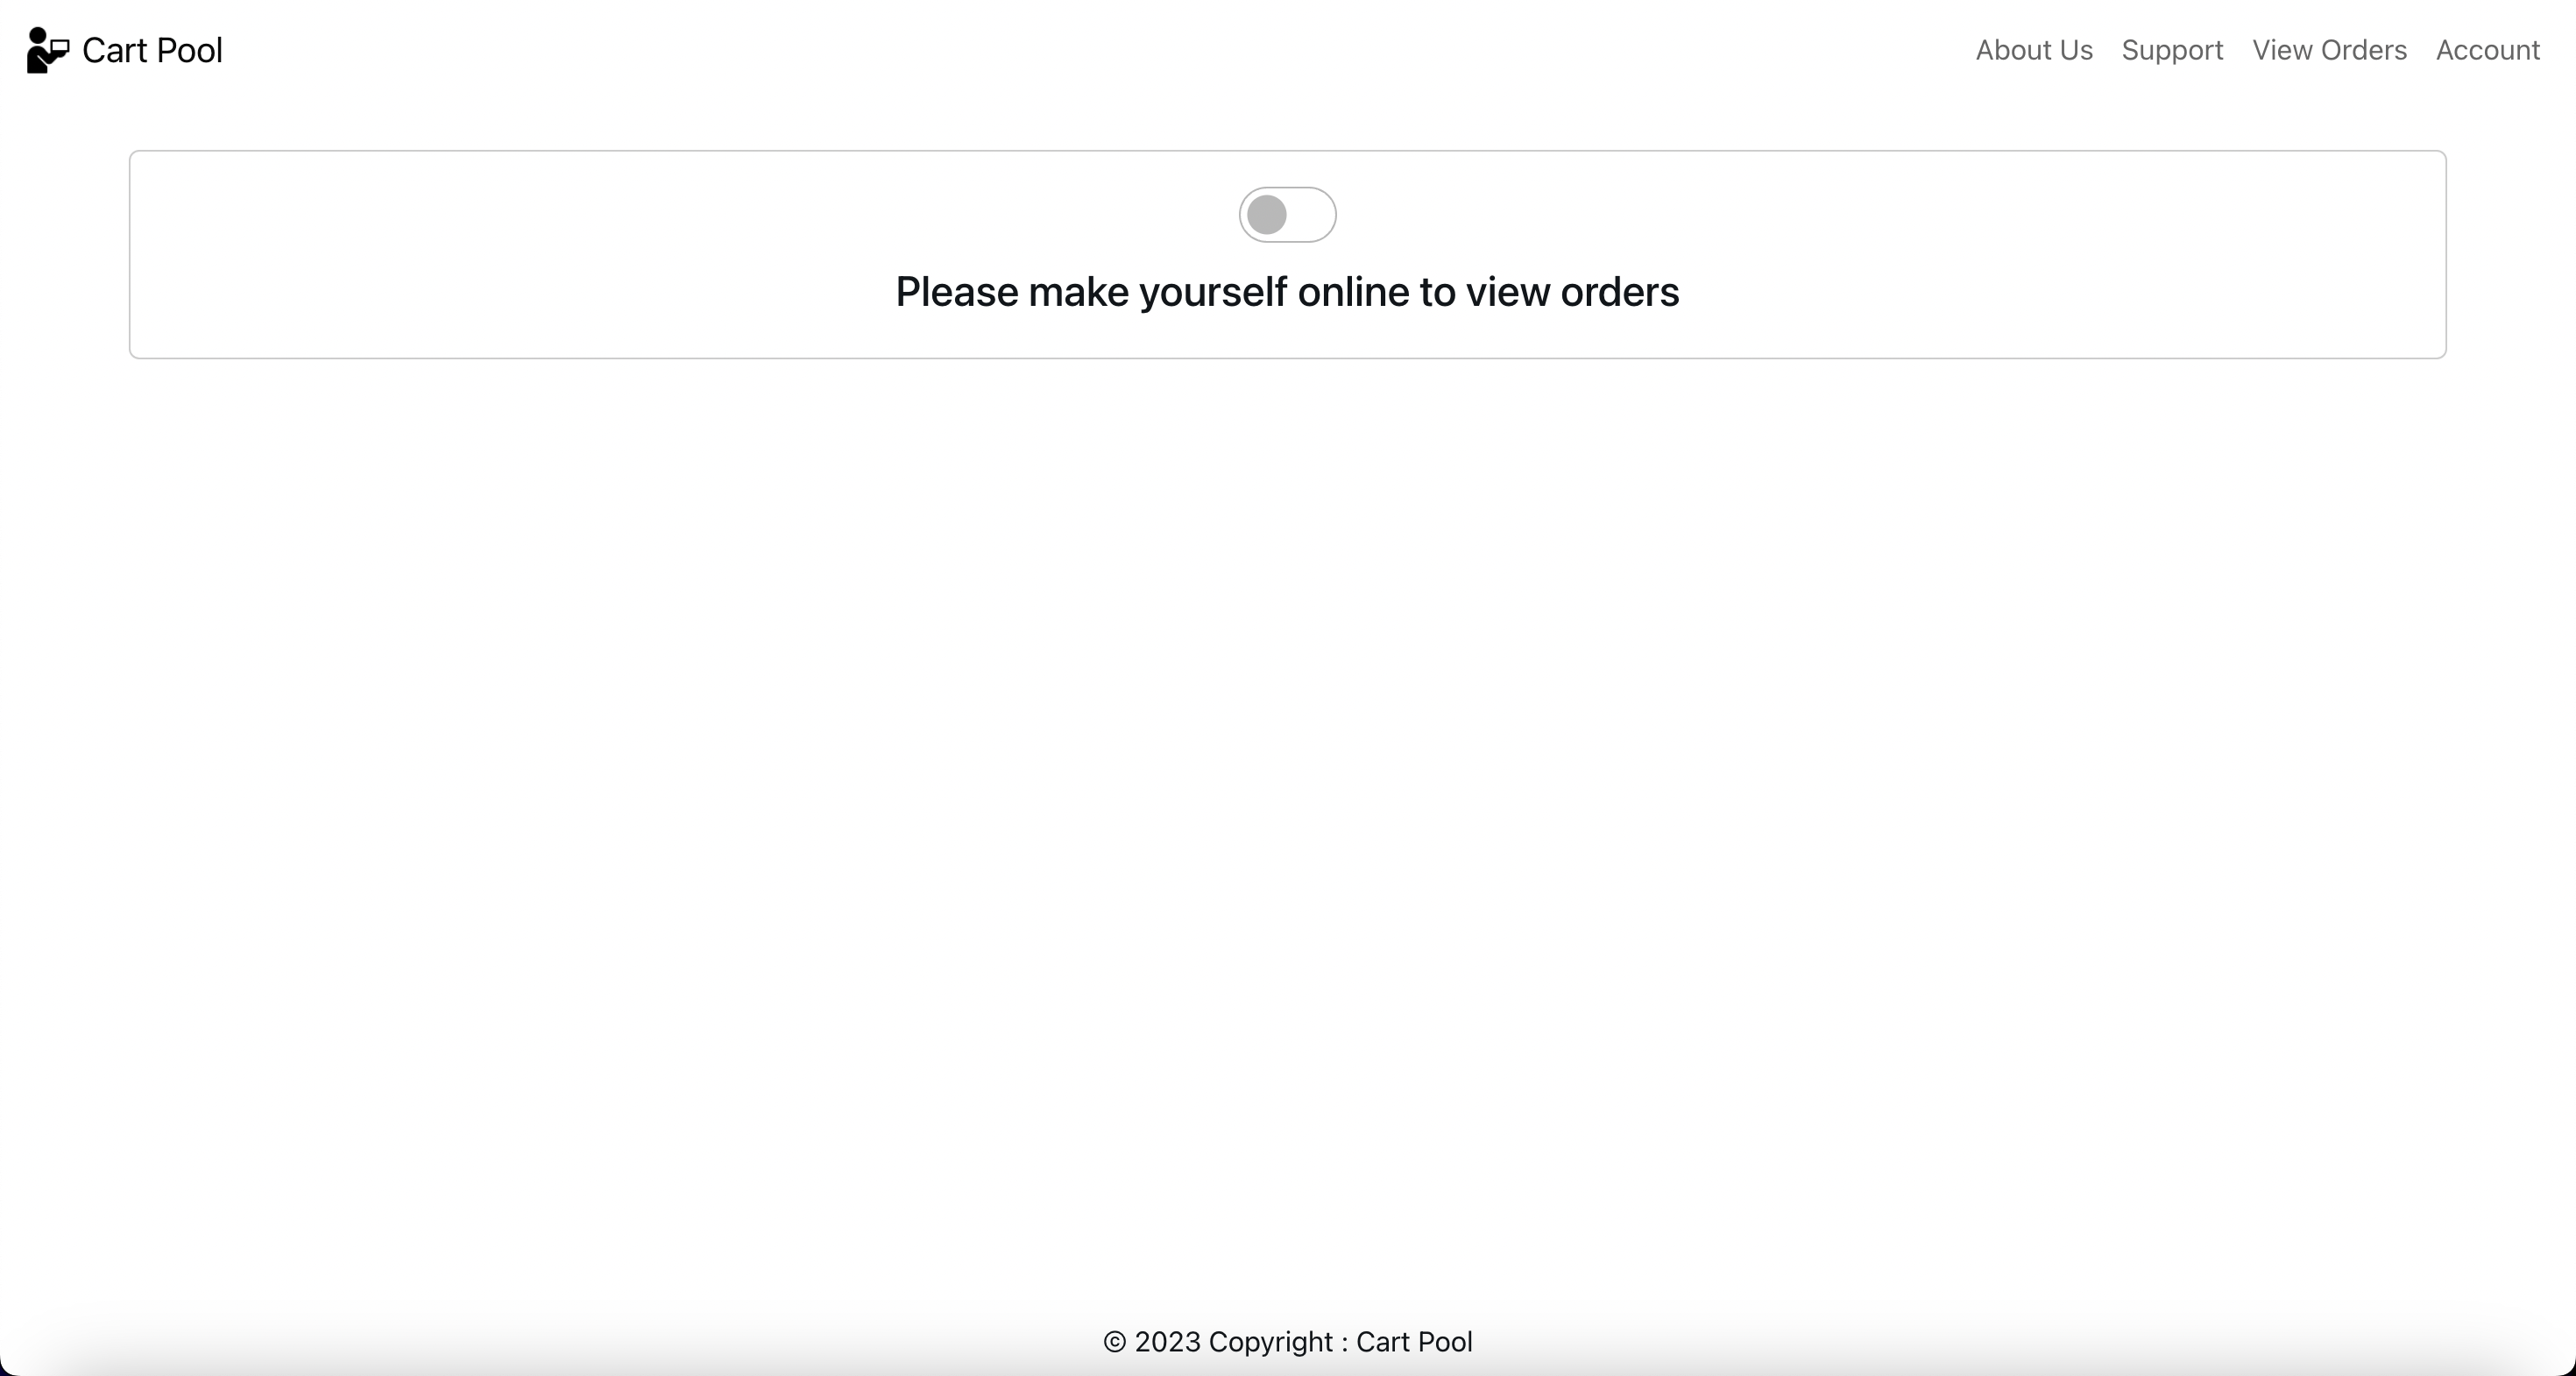 Cart Pool
About Us Support View Orders Account
Please make yourself online to view orders
© 2023 Copyright : Cart Pool